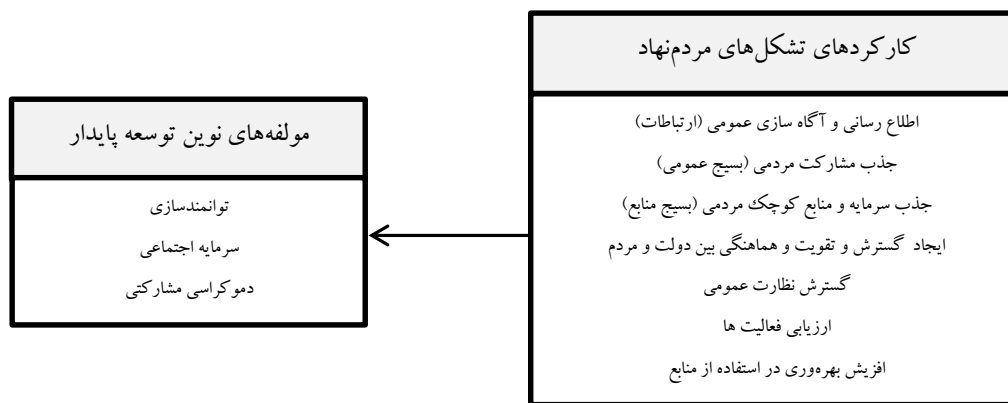 کارکردهای تشکل‌های مردم‌نهاد
اطلاع رسانی و آگاه سازی عمومی (ارتباطات)
جذب مشارکت مردمی (بسیج عمومی)
جذب سرمایه و منابع کوچک مردمی (بسیج منابع)
ایجاد گسترش و تقویت و هماهنگی بین دولت و مردم
گسترش نظارت عمومی
ارزیابی فعالیت ها
افزیش بهره‌وری در استفاده از منابع
مولفه‌های نوین توسعه پایدار
توانمندسازی
سرمایه اجتماعی
دموکراسی مشارکتی